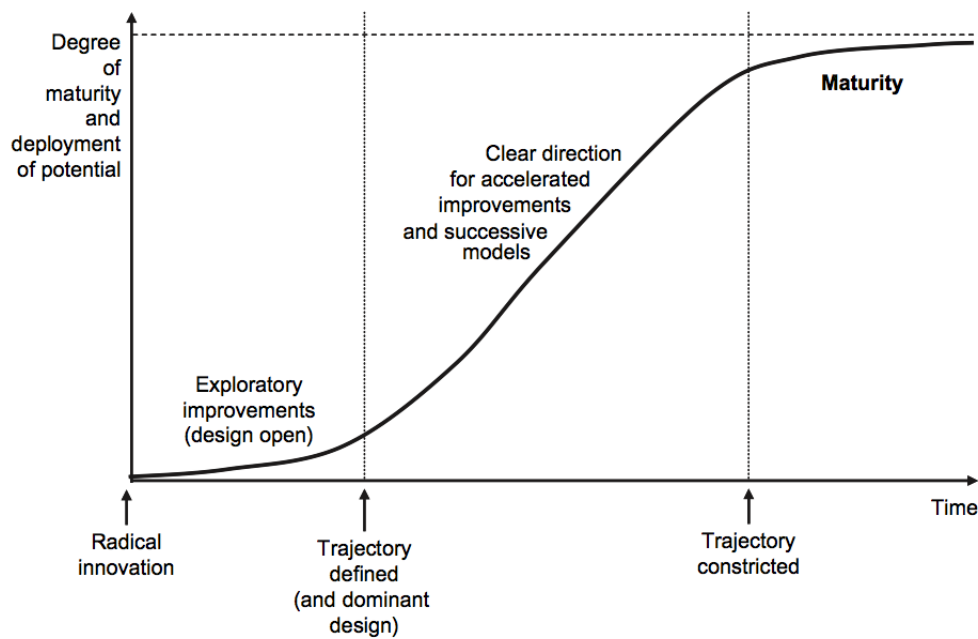 Degree
of
maturity
and
deployment
of potential
Maturity
Clear direction
for accelerated
improvements
and successive
models
Exploratory
improvements
(design open)
Time
Radical
innovation
Trajectory
defined
(and dominant
design)
Trajectory
constricted